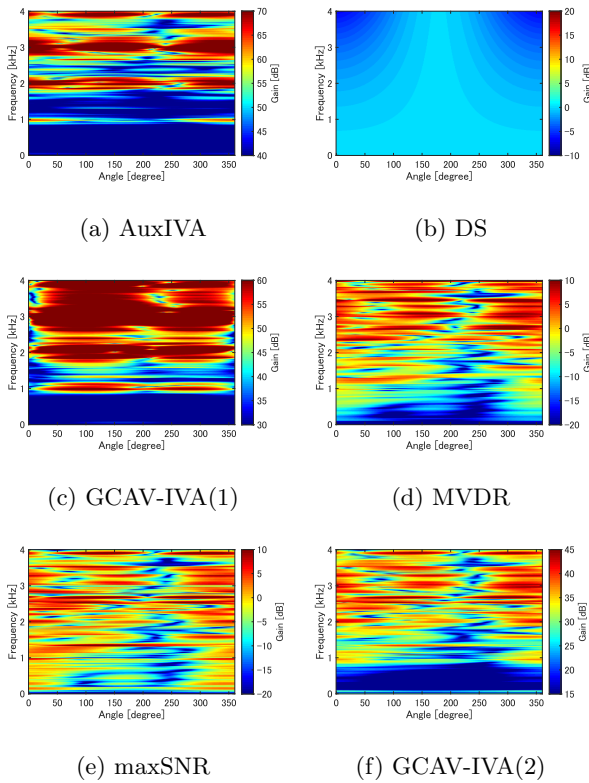 4
3
2
1
0
Frequency [kHz]
0 50 100 150 200 250 300 350
Angle [degree]
70
65
60
55
50
45
40
Gain [dB]
(a) AuxIVA
4
3
2
1
0
Frequency [kHz]
0 50 100 150 200 250 300 350
Angle [degree]
20
15
10
5
0
−5
−10
Gain [dB]
(b) DS
4
3
2
1
0
Frequency [kHz]
0 50 100 150 200 250 300 350
Angle [degree]
60
55
50
45
40
35
30
Gain [dB]
(c) GCAV-IVA(1)
4
3
2
1
0
Frequency [kHz]
0 50 100 150 200 250 300 350
Angle [degree]
10
5
0
−5
−10
−15
−20
Gain [dB]
(d) MVDR
4
3
2
1
0
Frequency [kHz]
0 50 100 150 200 250 300 350
Angle [degree]
10
5
0
−5
−10
−15
−20
Gain [dB]
(e) maxSNR
4
3
2
1
0
Frequency [kHz]
0 50 100 150 200 250 300 350
Angle [degree]
45
40
35
30
25
20
15
Gain [dB]
(f) GCAV-IVA(2)